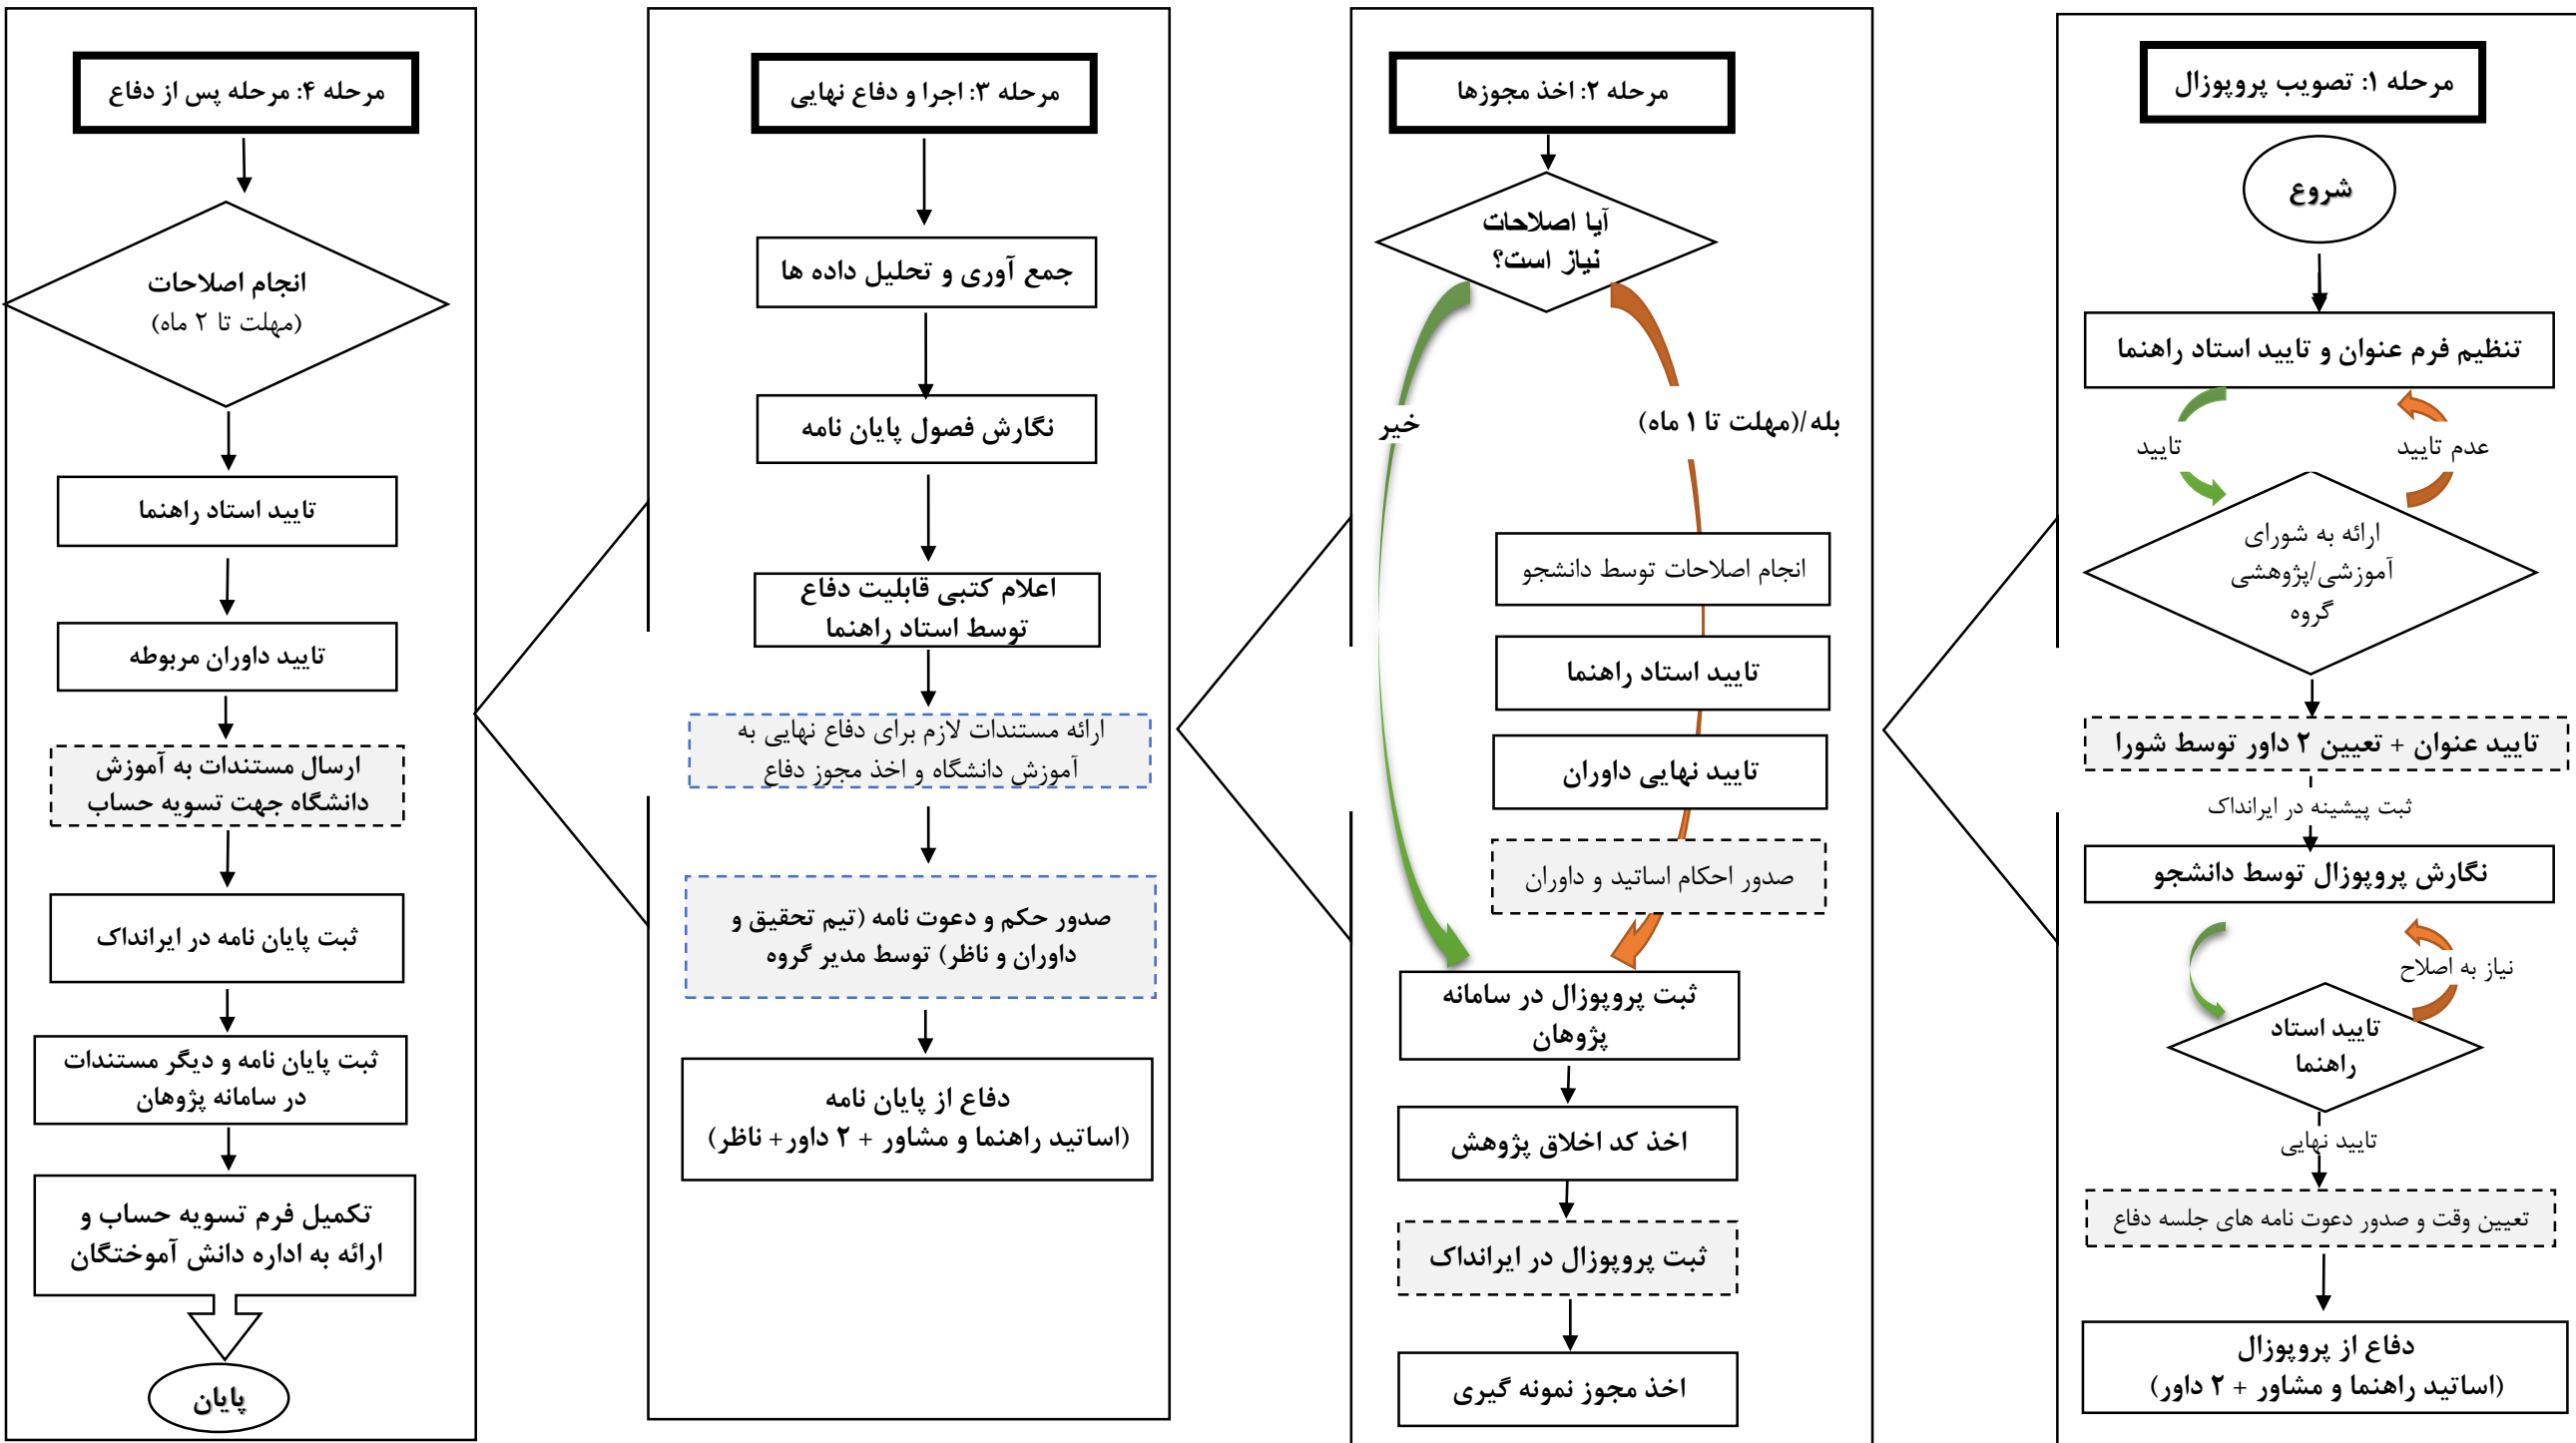 مرحله ۱: تصویب پروپوزال
شروع
تنظیم فرم عنوان و تایید استاد راهنما
تایید
عدم تایید
ارائه به شورای
آموزشی/پژوهشی
گروه
تایید عنوان + تعیین ۲ داور توسط شورا
ثبت پیشینه در ایرانداک
نگارش پروپوزال توسط دانشجو
نیاز به اصلاح
تایید استاد
راهنما
تایید نهایی
تعیین وقت و صدور دعوت نامه های جلسه دفاع
دفاع از پروپوزال
(اساتید راهنما و مشاور + ۲ داور)
مرحله ۲: اخذ مجوزها
آیا اصلاحات
نیاز است؟
بله/(مهلت تا ۱ ماه)
خیر
انجام اصلاحات توسط دانشجو
تایید استاد راهنما
تایید نهایی داوران
صدور احکام اساتید و داوران
ثبت پروپوزال در سامانه
پژوهان
اخذ کد اخلاق پژوهش
ثبت پروپوزال در ایرانداک
اخذ مجوز نمونه گیری
مرحله ۳: اجرا و دفاع نهایی
جمع آوری و تحلیل داده ها
نگارش فصول پایان نامه
اعلام کتبی قابلیت دفاع
توسط استاد راهنما
ارائه مستندات لازم برای دفاع نهایی به
آموزش دانشگاه و اخذ مجوز دفاع
صدور حکم و دعوت نامه (تیم تحقیق و
داوران و ناظر) توسط مدیر گروه
دفاع از پایان نامه
(اساتید راهنما و مشاور + ۲ داور+ ناظر)
مرحله ۴: مرحله پس از دفاع
انجام اصلاحات
(مهلت تا ۲ ماه)
تایید استاد راهنما
تایید داوران مربوطه
ارسال مستندات به آموزش
دانشگاه جهت تسویه حساب
ثبت پایان نامه در ایرانداک
ثبت پایان نامه و دیگر مستندات
در سامانه پژوهان
تکمیل فرم تسویه حساب و
ارائه به اداره دانش آموختگان
پایان